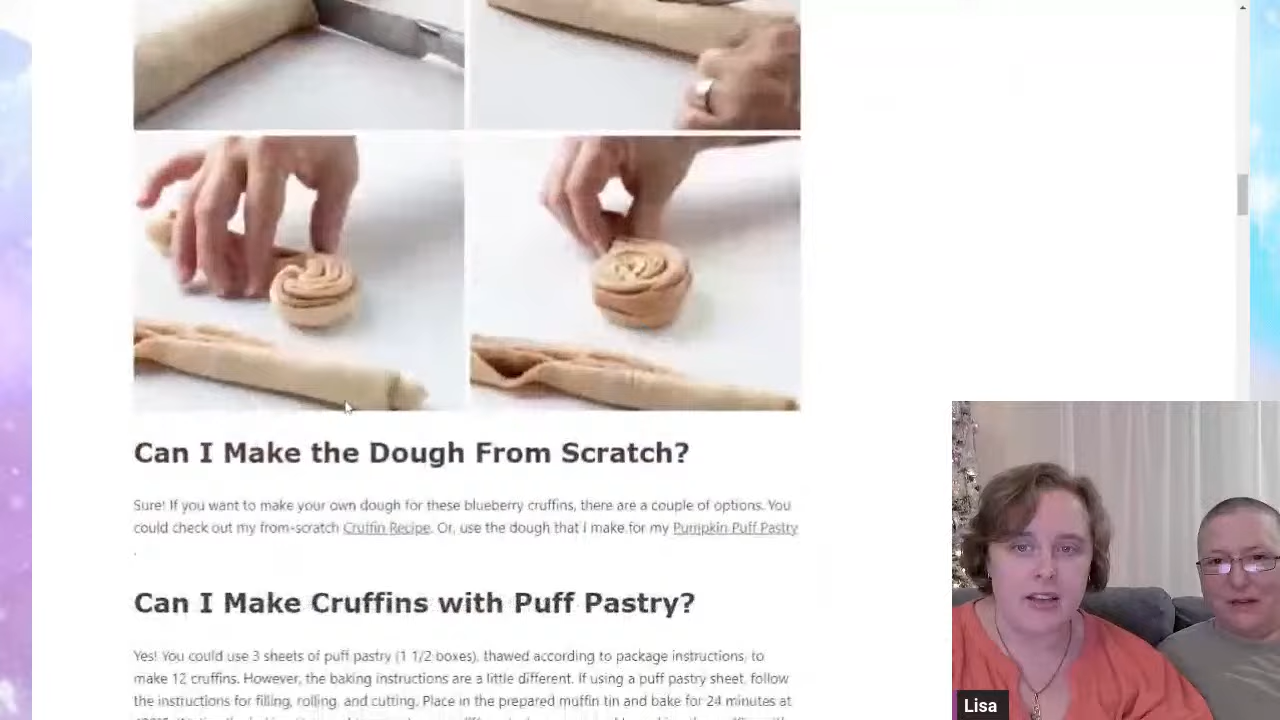 Can I Make the Dough From Scratch?
Sure! If you want to make your own dough for these blueberry cruffins, there are a couple of options. You
could check out my from-scratch Cruffin Recipe. Or, use the dough that I make for my Pumpkin Puff Pastry
.
Can I Make Cruffins with Puff Pastry?
Yes! You could use 3 sheets of puff pastry (1 1/2 boxes), thawed according to package instructions, to
make 12 cruffins. However, the baking instructions are a little different. If using a puff pastry sheet, follow
the instructions for filling, rolling, and cutting. Place in the prepared muffin tin and bake for 24 minutes at
Lisa